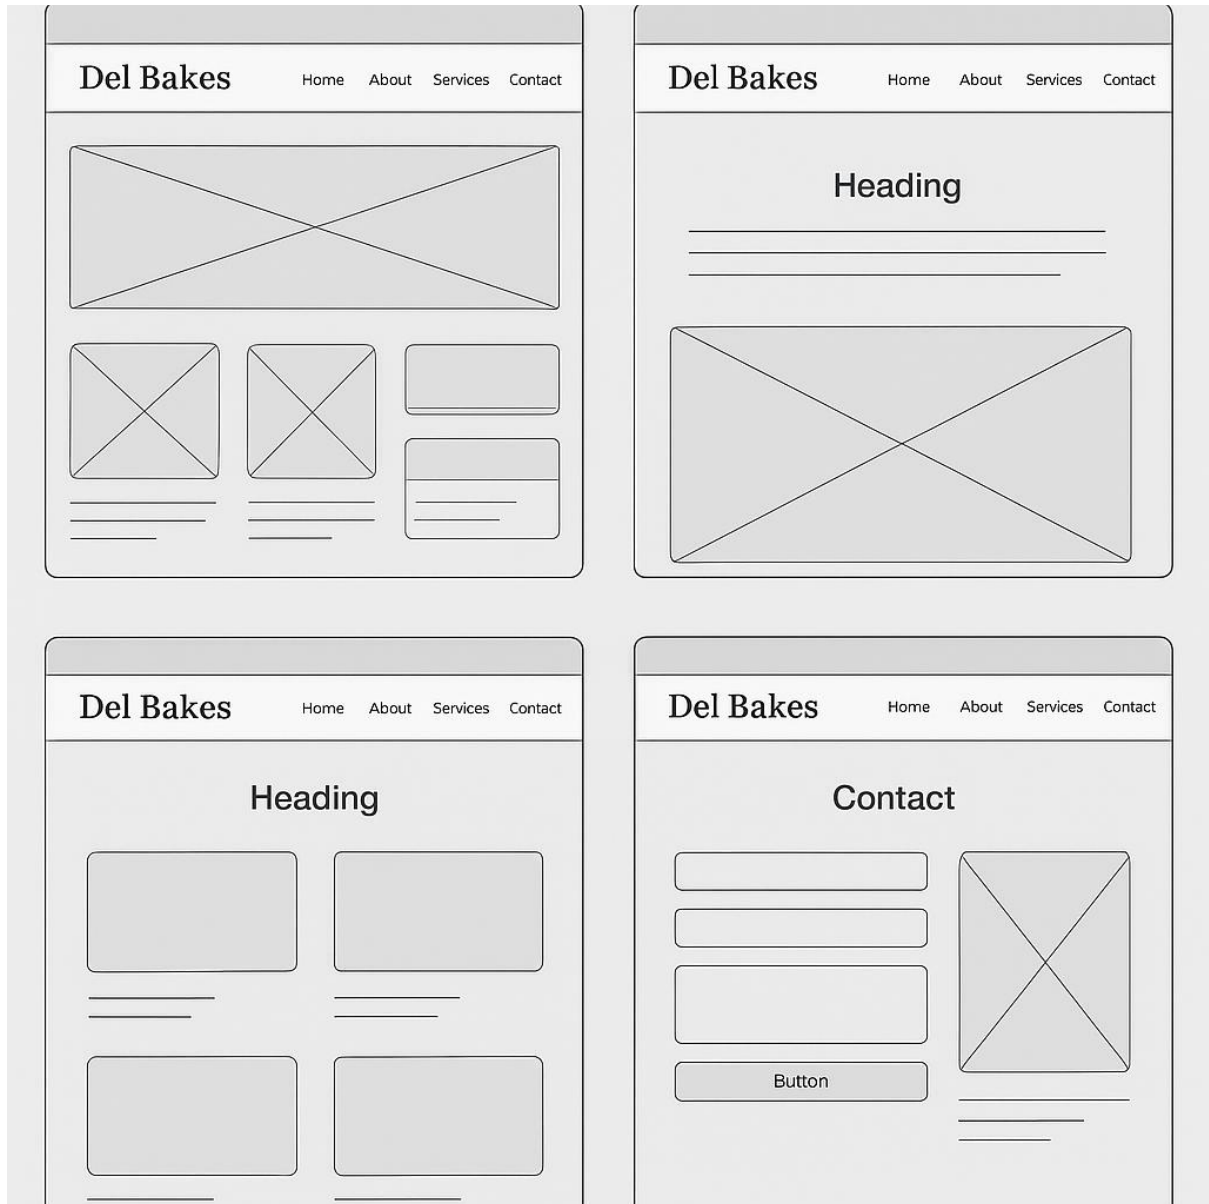 Del Bakes Home About Services Contact
Del Bakes Home About Services Contact
Heading
Del Bakes Home About Services Contact
Heading
Del Bakes Home About Services Contact
Contact
Button